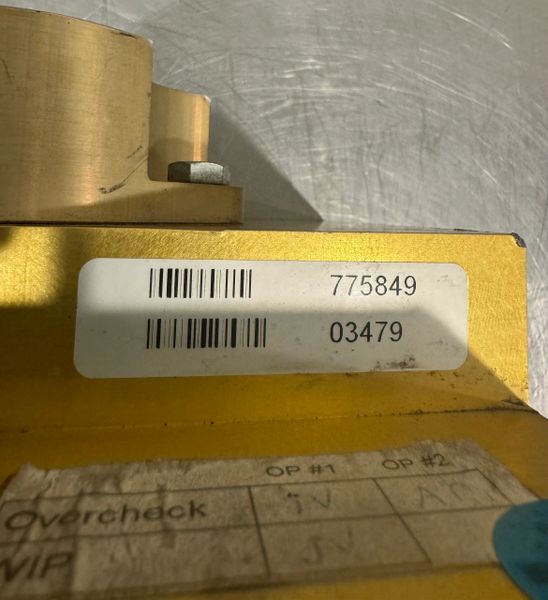 775849
03479
OP #1 OP #2
Overcheck JV
WIP JV